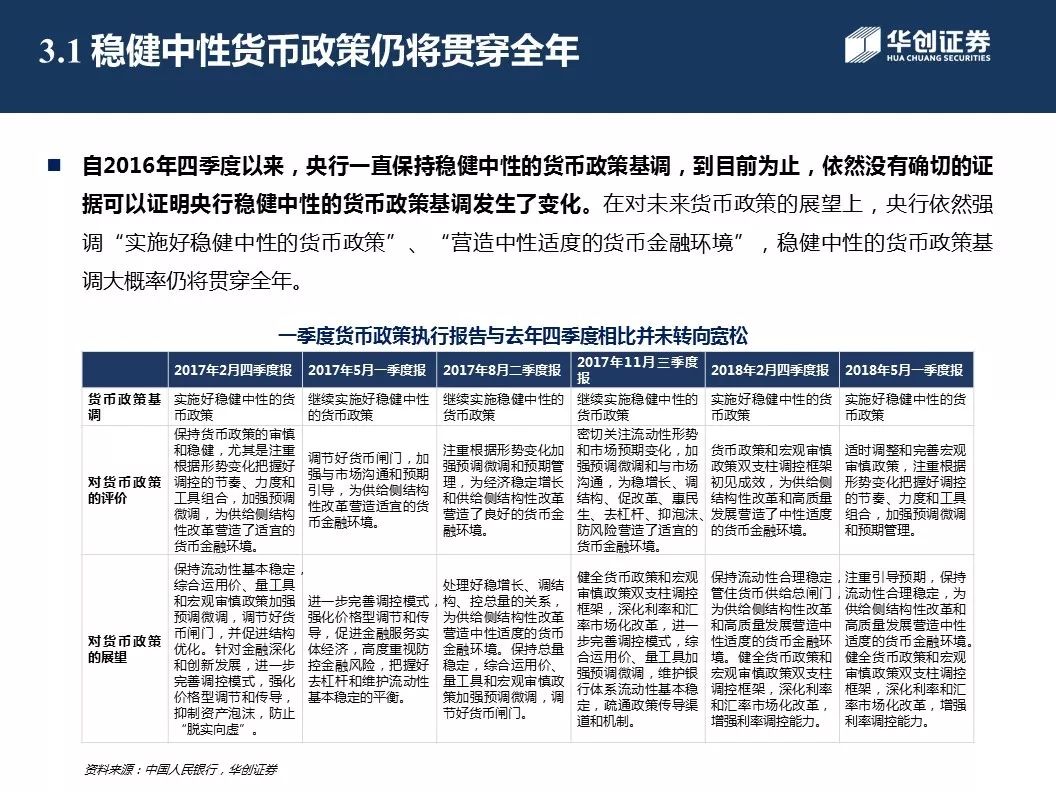 3.1 稳健中性货币政策仍将贯穿全年
华创证券
HUA CHUANG SECURITIES
自2016年四季度以来，央行一直保持稳健中性的货币政策基调，到目前为止，依然没有确切的证
据可以证明央行稳健中性的货币政策基调发生了变化。在对未来货币政策的展望上，央行依然强
调“实施好稳健中性的货币政策”、“营造中性适度的货币金融环境”，稳健中性的货币政策基
调大概率仍将贯穿全年。
一季度货币政策执行报告与去年四季度相比并未转向宽松
2017年2月四季度报
2017年5月一季度报
2017年8月二季度报
2017年11月三季度
报
2018年2月四季度报
2018年5月一季度报
货币政策基
调
实施好稳健中性的货
币政策
继续实施好稳健中性
的货币政策
继续实施稳健中性的
货币政策
继续实施稳健中性的
货币政策
实施好稳健中性的货
币政策
实施好稳健中性的货
币政策
对货币政策
的评价
保持货币政策的审慎
和稳健，尤其是注重
根据形势变化把握好
调控的节奏、力度和
工具组合，加强预调
微调，为供给侧结构
性改革营造了适宜的
货币金融环境。
调节好货币闸门，加
强与市场沟通和预期
引导，为供给侧结构
性改革营造适宜的货
币金融环境。
注重根据形势变化加
强预调微调和预期管
理，为经济稳定增长
和供给侧结构性改革
营造了良好的货币金
融环境。
密切关注流动性形势
和市场预期变化，加
强预调微调和与市场
沟通，为稳增长、调
结构、促改革、惠民
生、去杠杆、抑泡沫、
防风险营造了适宜的
货币金融环境。
货币政策和宏观审慎
政策双支柱调控框架
初见成效，为供给侧
结构性改革和高质量
发展营造了中性适度
的货币金融环境。
适时调整和完善宏观
审慎政策，注重根据
形势变化把握好调控
的节奏、力度和工具
组合，加强预调微调
和预期管理。
对货币政策
的展望
保持流动性基本稳定，
综合运用价、量工具
和宏观审慎政策加强
预调微调，调节好货
币闸门，并促进结构
优化。针对金融深化
和创新发展，进一步
完善调控模式，强化
价格型调节和传导，
抑制资产泡沫，防止
“脱实向虚”。
进一步完善调控模式，
强化价格型调节和传
导，促进金融服务实
体经济，高度重视防
控金融风险，把握好
去杠杆和维护流动性
基本稳定的平衡。
处理好稳增长、调结
构、控总量的关系，
为供给侧结构性改革
营造中性适度的货币
金融环境。保持总量
稳定，综合运用价、
量工具和宏观审慎政
策加强预调微调，调
节好货币闸门。
健全货币政策和宏观
审慎政策双支柱调控
框架，深化利率和汇
率市场化改革，进一
步完善调控模式，综
合运用价、量工具加
强预调微调，维护银
行体系流动性基本稳
定，疏通政策传导渠
道和机制。
保持流动性合理稳定，
管住货币供给总闸门，
为供给侧结构性改革
和高质量发展营造中
性适度的货币金融环
境。健全货币政策和
宏观审慎政策双支柱
调控框架，深化利率
和汇率市场化改革，
增强利率调控能力。
注重引导预期，保持
流动性合理稳定，为
供给侧结构性改革和
高质量发展营造中性
适度的货币金融环境。
健全货币政策和宏观
审慎政策双支柱调控
框架，深化利率和汇
率市场化改革，增强
利率调控能力。
资料来源：中国人民银行，华创证券